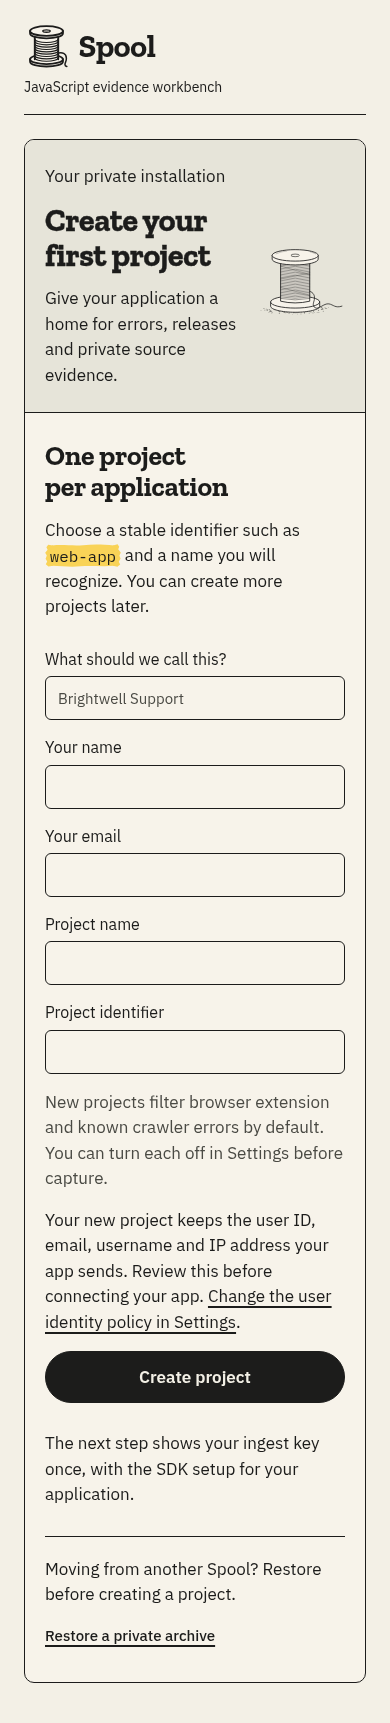 Spool
JavaScript evidence workbench
Your private installation
Create your
first project
Give your application a
home for errors, releases
and private source
evidence.
One project
per application
Choose a stable identifier such as
web-app and a name you will
recognize. You can create more
projects later.
What should we call this?
Brightwell Support
Your name
Your email
Project name
Project identifier
New projects filter browser extension
and known crawler errors by default.
You can turn each off in Settings before
capture.
Your new project keeps the user ID,
email, username and IP address your
app sends. Review this before
connecting your app. Change the user
identity policy in Settings.
Create project
The next step shows your ingest key
once, with the SDK setup for your
application.
Moving from another Spool? Restore
before creating a project.
Restore a private archive